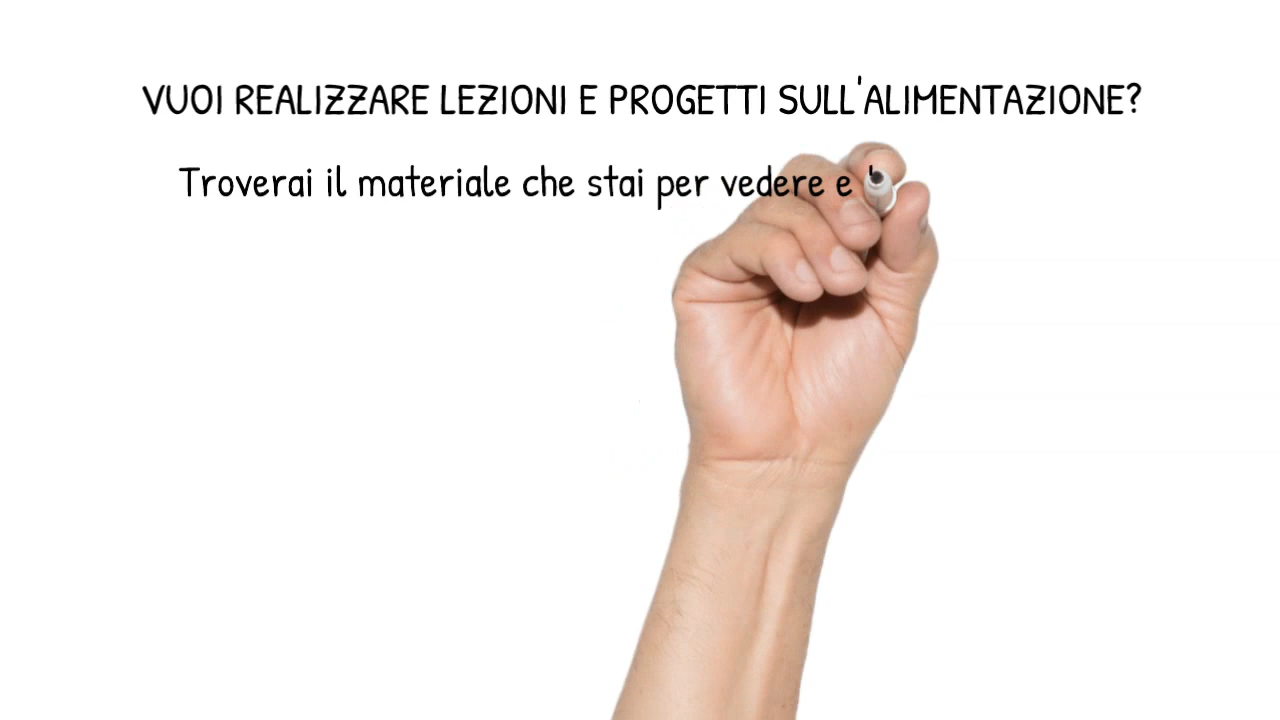 VUOI REALIZZARE LEZIONI E PROGETTI SULL'ALIMENTAZIONE?
Troverai il materiale che stai per vedere e